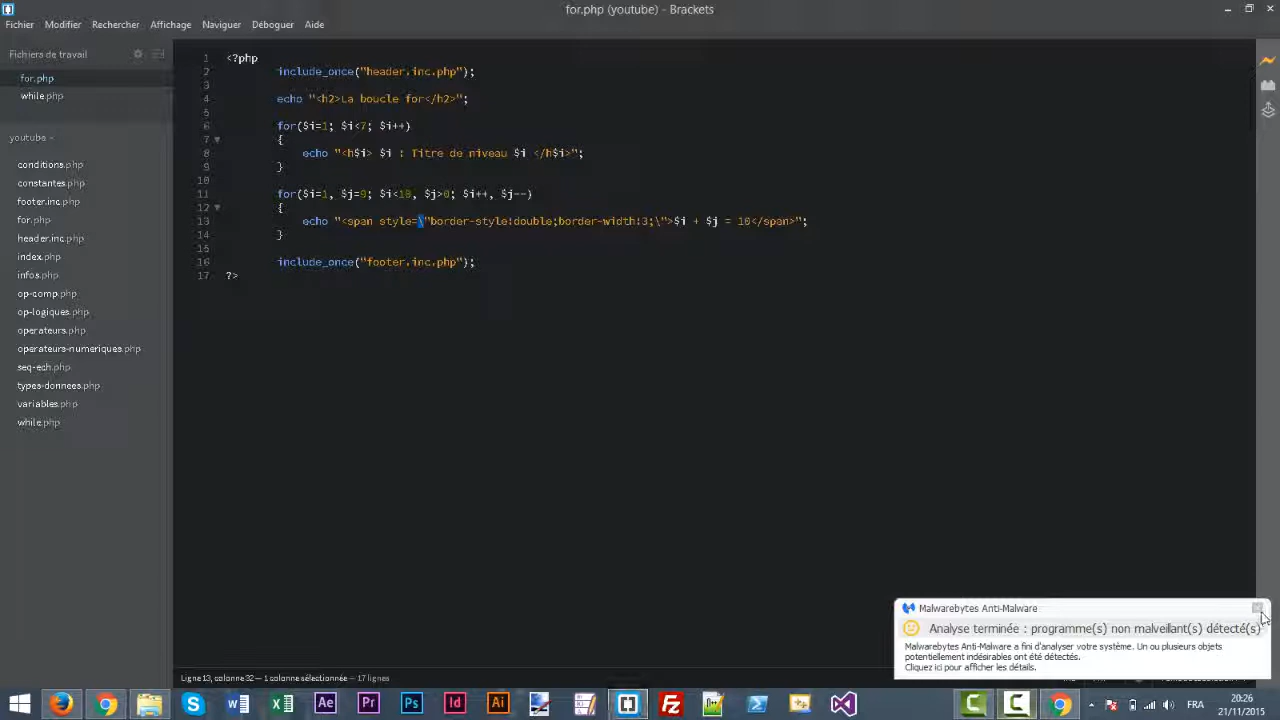 for.php (youtube) - Brackets
Fichier Modifier Rechercher Affichage Naviguer Déboguer Aide
Fichiers de travail
for.php
while.php
youtube
conditions.php
constantes.php
footer.inc.php
for.php
header.inc.php
index.php
infos.php
op-comp.php
op-logiques.php
operateurs.php
operateurs-numeriques.php
seq-ech.php
types-donnees.php
variables.php
while.php
1 <?php
2 include_once("header.inc.php");
3
4 echo "<h2>La boucle for</h2>";
5
6 for($i=1; $i<7; $i++)
7 {
8 echo "<h$i> $i : Titre de niveau $i </h$i>";
9 }
10
11 for($i=1, $j=9; $i<10, $j>0; $i++, $j--)
12 {
13 echo "<span style=\"border-style:double;border-width:3;\">$i + $j = 10</span>";
14 }
15
16 include_once("footer.inc.php");
17 ?>
Malwarebytes Anti-Malware
Analyse terminée : programme(s) non malveillant(s) détecté(s)
Malwarebytes Anti-Malware a fini d'analyser votre système. Un ou plusieurs objets
potentiellement indésirables ont été détectés.
Cliquez ici pour afficher les détails.
17 lignes
Ae Pr Ps Id Ai Fz
FRA
20:26
21/11/2015